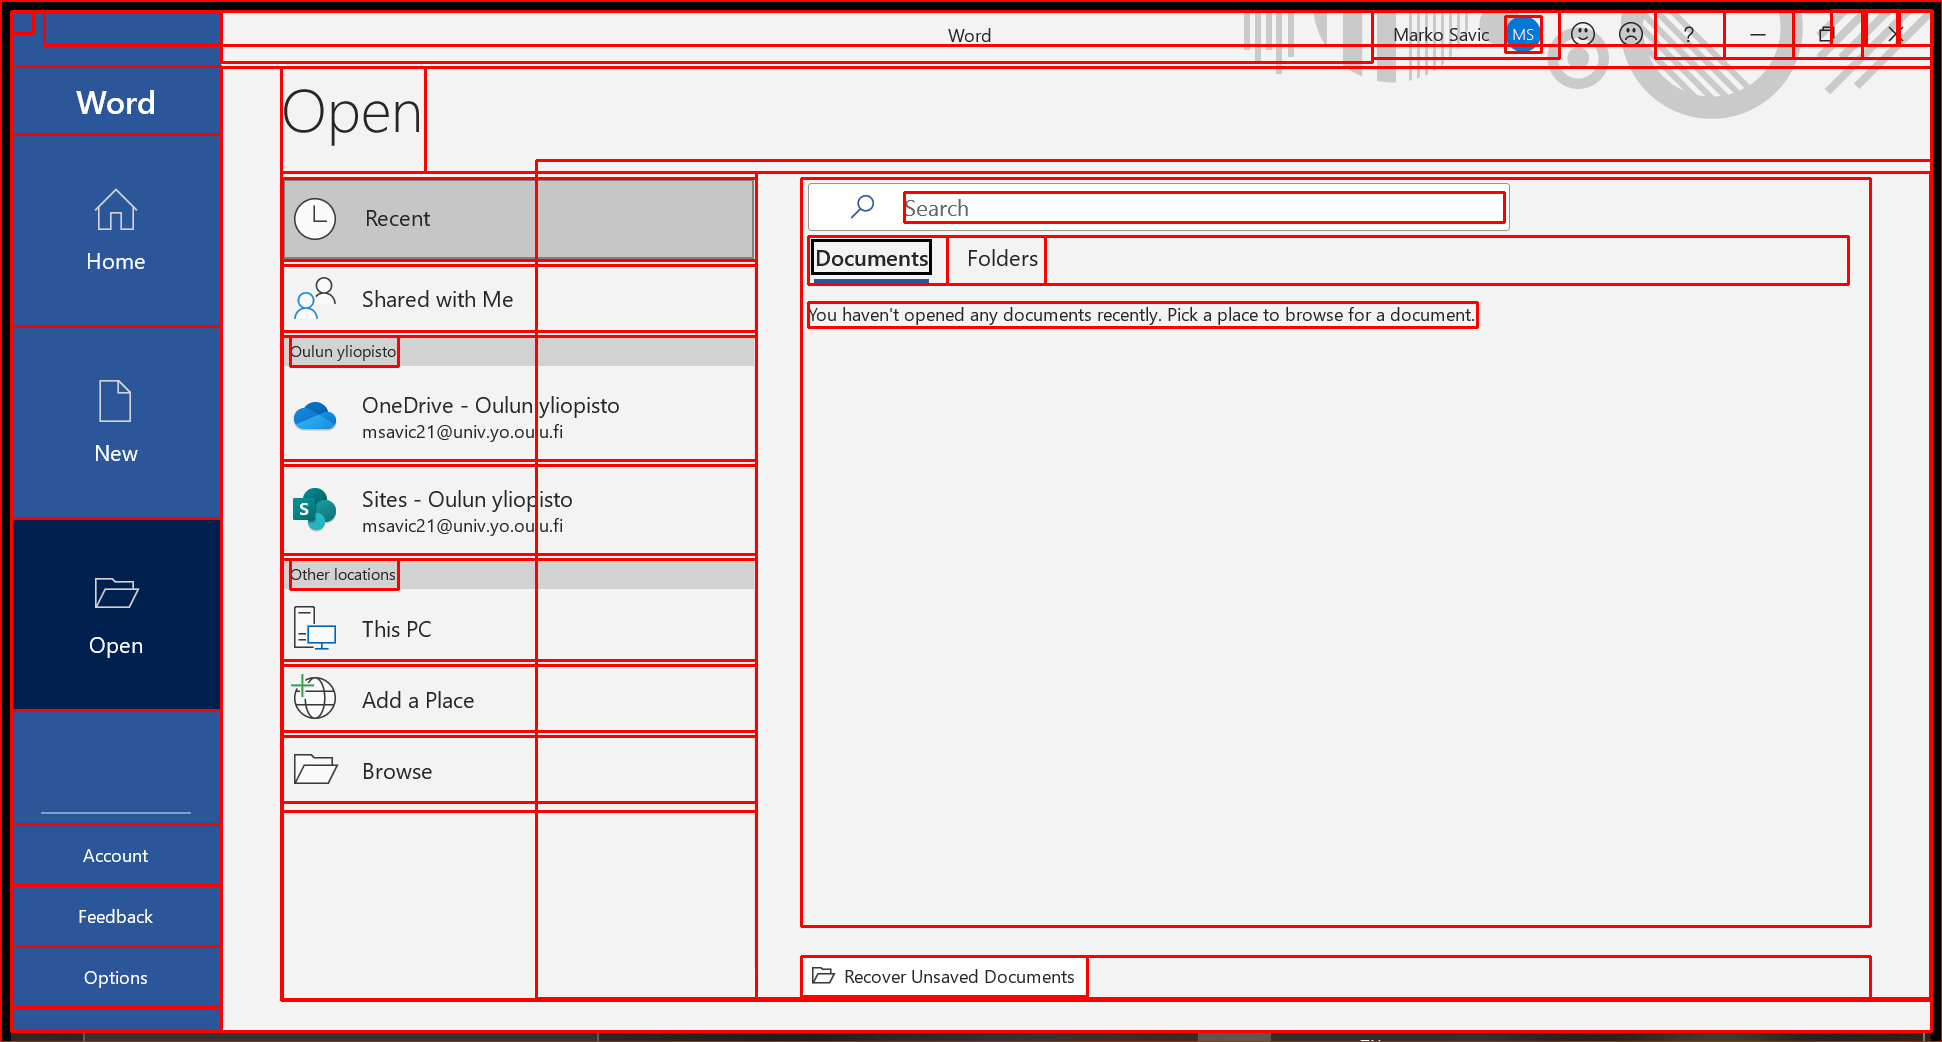 Word
Marko Savic
MS
?
Word
Open
Home
New
Open
Account
Feedback
Options
Recent
Shared with Me
Oulun yliopisto
OneDrive - Oulun yliopisto
msavic21@univ.yo.oulu.fi
S
Sites - Oulun yliopisto
msavic21@univ.yo.oulu.fi
Other locations
This PC
Add a Place
Browse
Search
Documents
Folders
You haven't opened any documents recently. Pick a place to browse for a document.
Recover Unsaved Documents